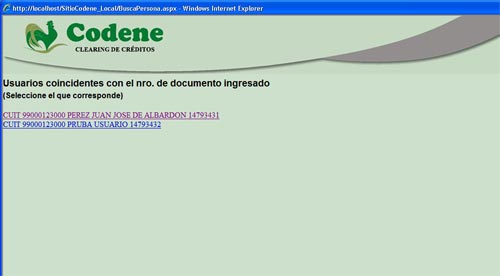 http://localhost/SitioCodene_Local/BuscaPersona.aspx - Windows Internet Explorer
Codene
CLEARING DE CRÉDITOS
Usuarios coincidentes con el nro. de documento ingresado
(Seleccione el que corresponde)
CUIT 99000123000 PEREZ JUAN JOSE DE ALBARDON 14793431
CUIT 99000123000 PRUBA USUARIO 14793432